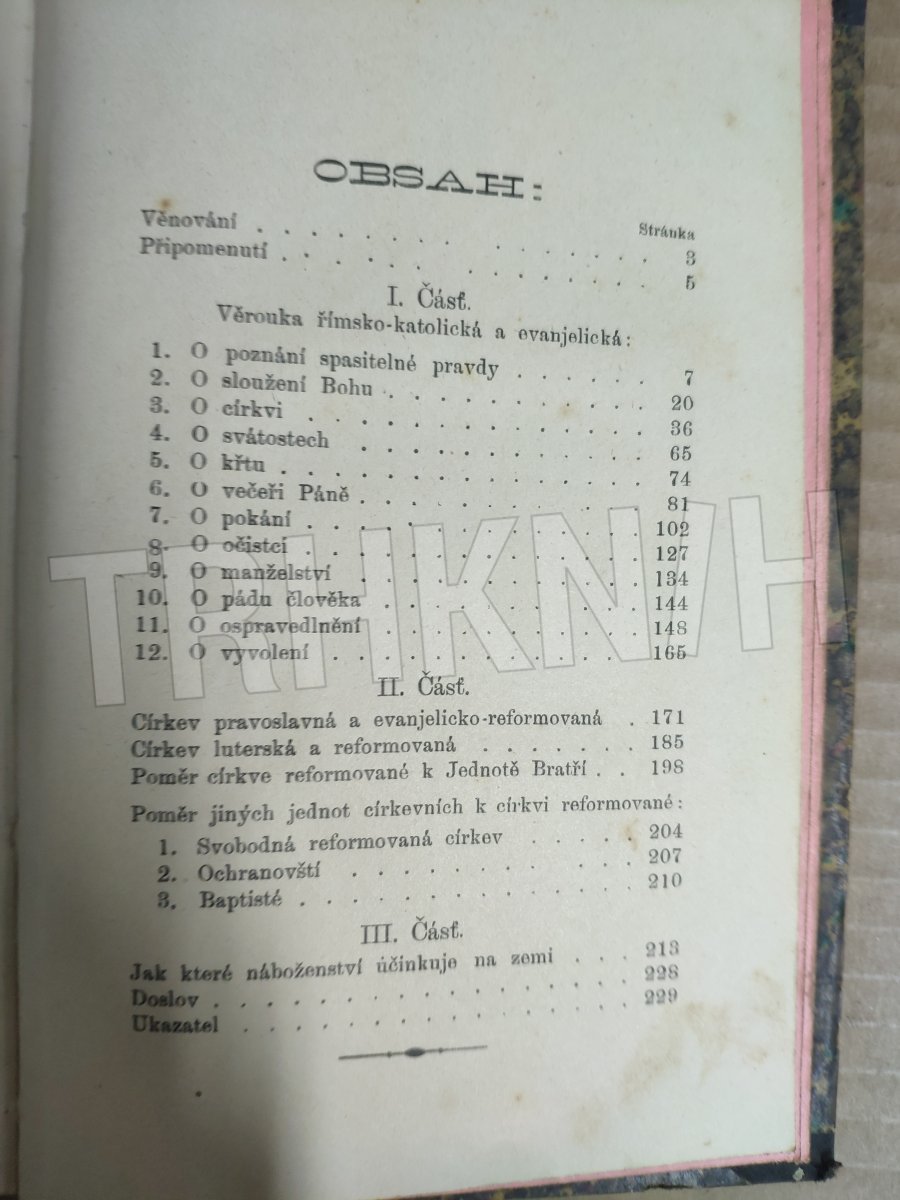 OBSAH:
Stránka
Věnování . . . . . . . . . . . . . 3
Připomenutí . . . . . . . . . . . . . 5
I. Čásť.
Věrouka římsko-katolická a evanjelická:
1. O poznání spasitelné pravdy . . . . . 7
2. O sloužení Bohu . . . . . . . . . . 20
3. O církvi . . . . . . . . . . . . 36
4. O svátostech . . . . . . . . . . 65
5. O křtu . . . . . . . . . . . . 74
6. O večeři Páně . . . . . . . . . . 81
7. O pokání . . . . . . . . . . . 102
8. O očistci . . . . . . . . . . . 127
9. O manželství . . . . . . . . . 134
10. O pádu člověka . . . . . . . . 144
11. O ospravedlnění . . . . . . . . 148
12. O vyvolení . . . . . . . . . . 165
II. Čásť.
Církev pravoslavná a evanjelicko-reformovaná . 171
Církev luterská a reformovaná . . . . . . . 185
Poměr církve reformované k Jednotě Bratří . . 198
Poměr jiných jednot církevních k církvi reformované:
1. Svobodná reformovaná církev . . . . . 204
2. Ochranovští . . . . . . . . . . 207
3. Baptisté . . . . . . . . . . . . 210
III. Čásť.
Jak které náboženství účinkuje na zemi . . . 213
Doslov . . . . . . . . . . . . . . . 228
Ukazatel . . . . . . . . . . . . . . 229
TRHKNIH